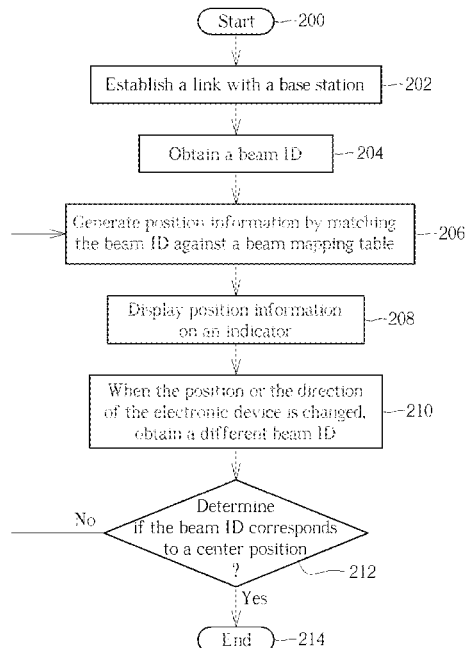 Start 200
Establish a link with a base station 202
Obtain a beam ID 204
Generate position information by matching
the beam ID against a beam mapping table 206
Display position information
on an indicator 208
When the position or the direction
of the electronic device is changed,
obtain a different beam ID 210
No
Determine
if the beam ID corresponds
to a center position
?
212
Yes
End 214